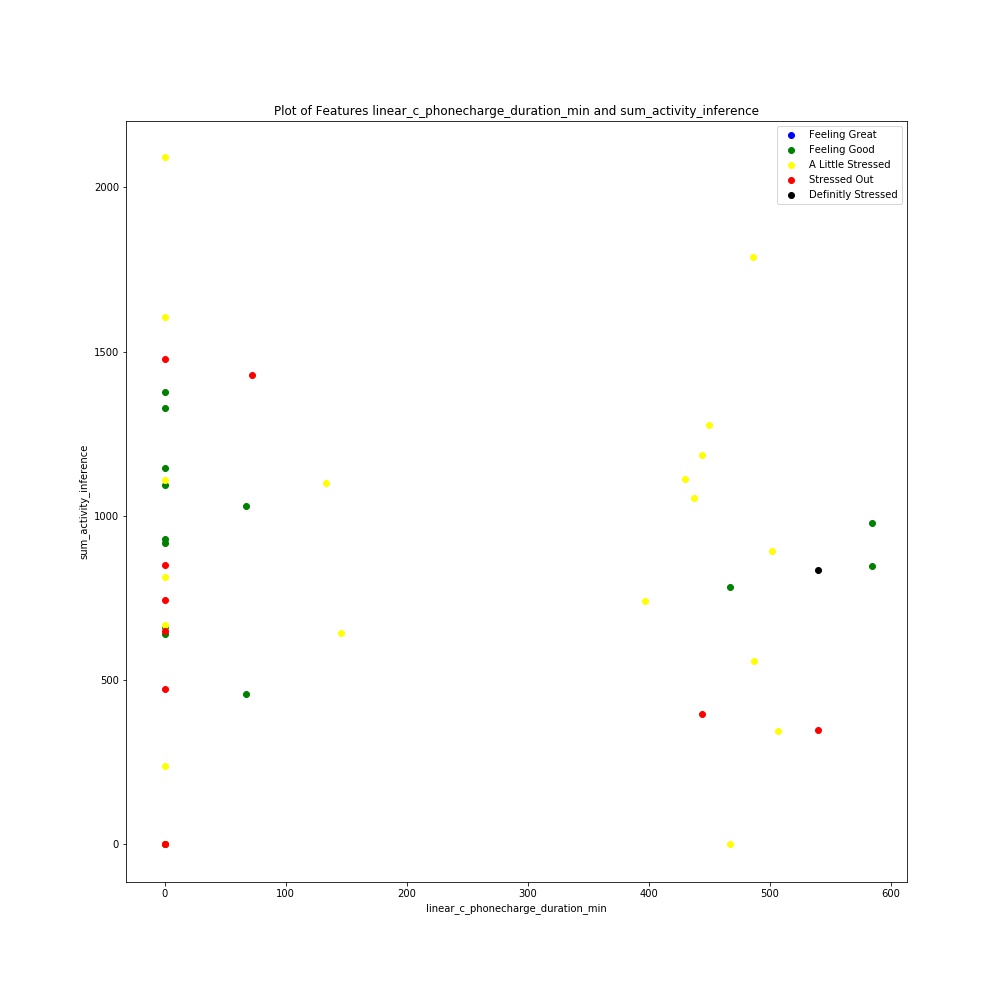 Plot of Features linear_c_phonecharge_duration_min and sum_activity_inference
Feeling Great
Feeling Good
A Little Stressed
Stressed Out
Definitly Stressed
sum_activity_inference
2000
1500
1000
500
0
0 100 200 300 400 500 600
linear_c_phonecharge_duration_min